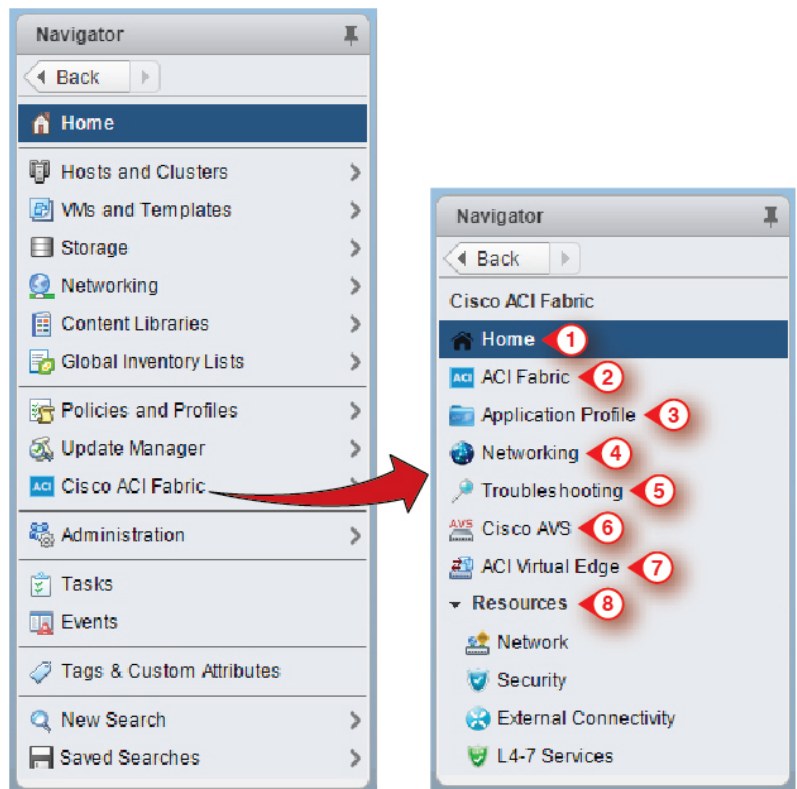 Navigator
Back
Home
Hosts and Clusters
VMs and Templates
Storage
Networking
Content Libraries
Global Inventory Lists
Policies and Profiles
Update Manager
ACI Cisco ACI Fabric
Administration
Tasks
Events
Tags & Custom Attributes
New Search
Saved Searches
Navigator
Back
Cisco ACI Fabric
Home 1
ACI ACI Fabric 2
Application Profile 3
Networking 4
Troubleshooting 5
AVS Cisco AVS 6
ACI Virtual Edge 7
Resources 8
Network
Security
External Connectivity
L4-7 Services